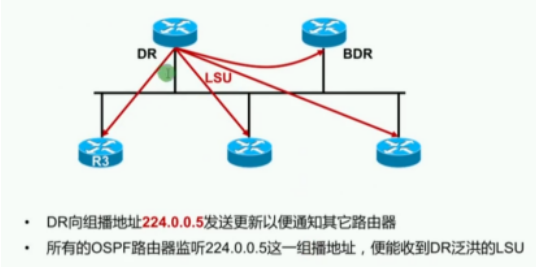 DR
BDR
LSU
R3
• DR向组播地址224.0.0.5发送更新以便通知其它路由器
• 所有的OSPF路由器监听224.0.0.5这一组播地址，便能收到DR泛洪的LSU